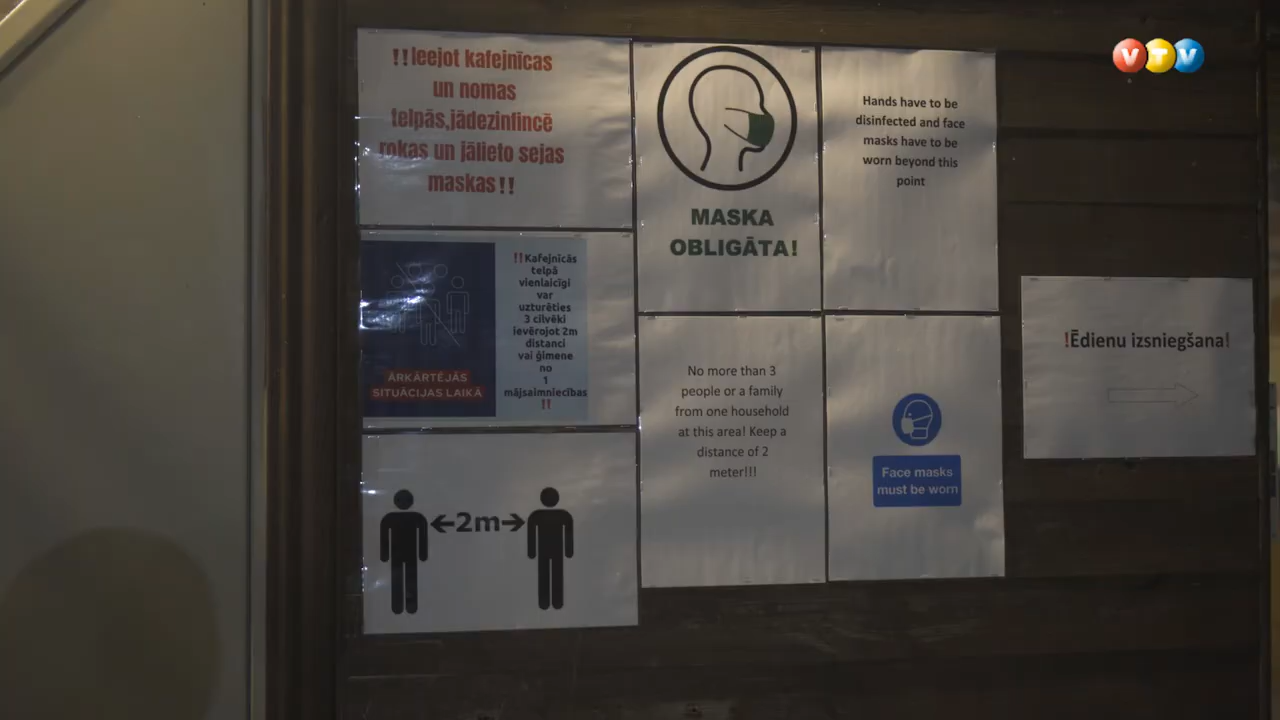 ‼Ieejot kafejnīcas
un nomas
telpās,jādezinfincē
rokas un jālieto sejas
maskas‼
MASKA
OBLIGĀTA!
Hands have to be
disinfected and face
masks have to be
worn beyond this
point
ĀRKĀRTĒJĀS
SITUĀCIJAS LAIKĀ
‼Kafejnīcās
telpā
vienlaicīgi
var
uzturēties
3 cilvēki
ievērojot 2m
distanci
vai ģimene
no
1
mājsaimniecības
‼
No more than 3
people or a family
from one household
at this area! Keep a
distance of 2
meter!!!
Face masks
must be worn
!Ēdienu izsniegšana!
←2m→
VTV